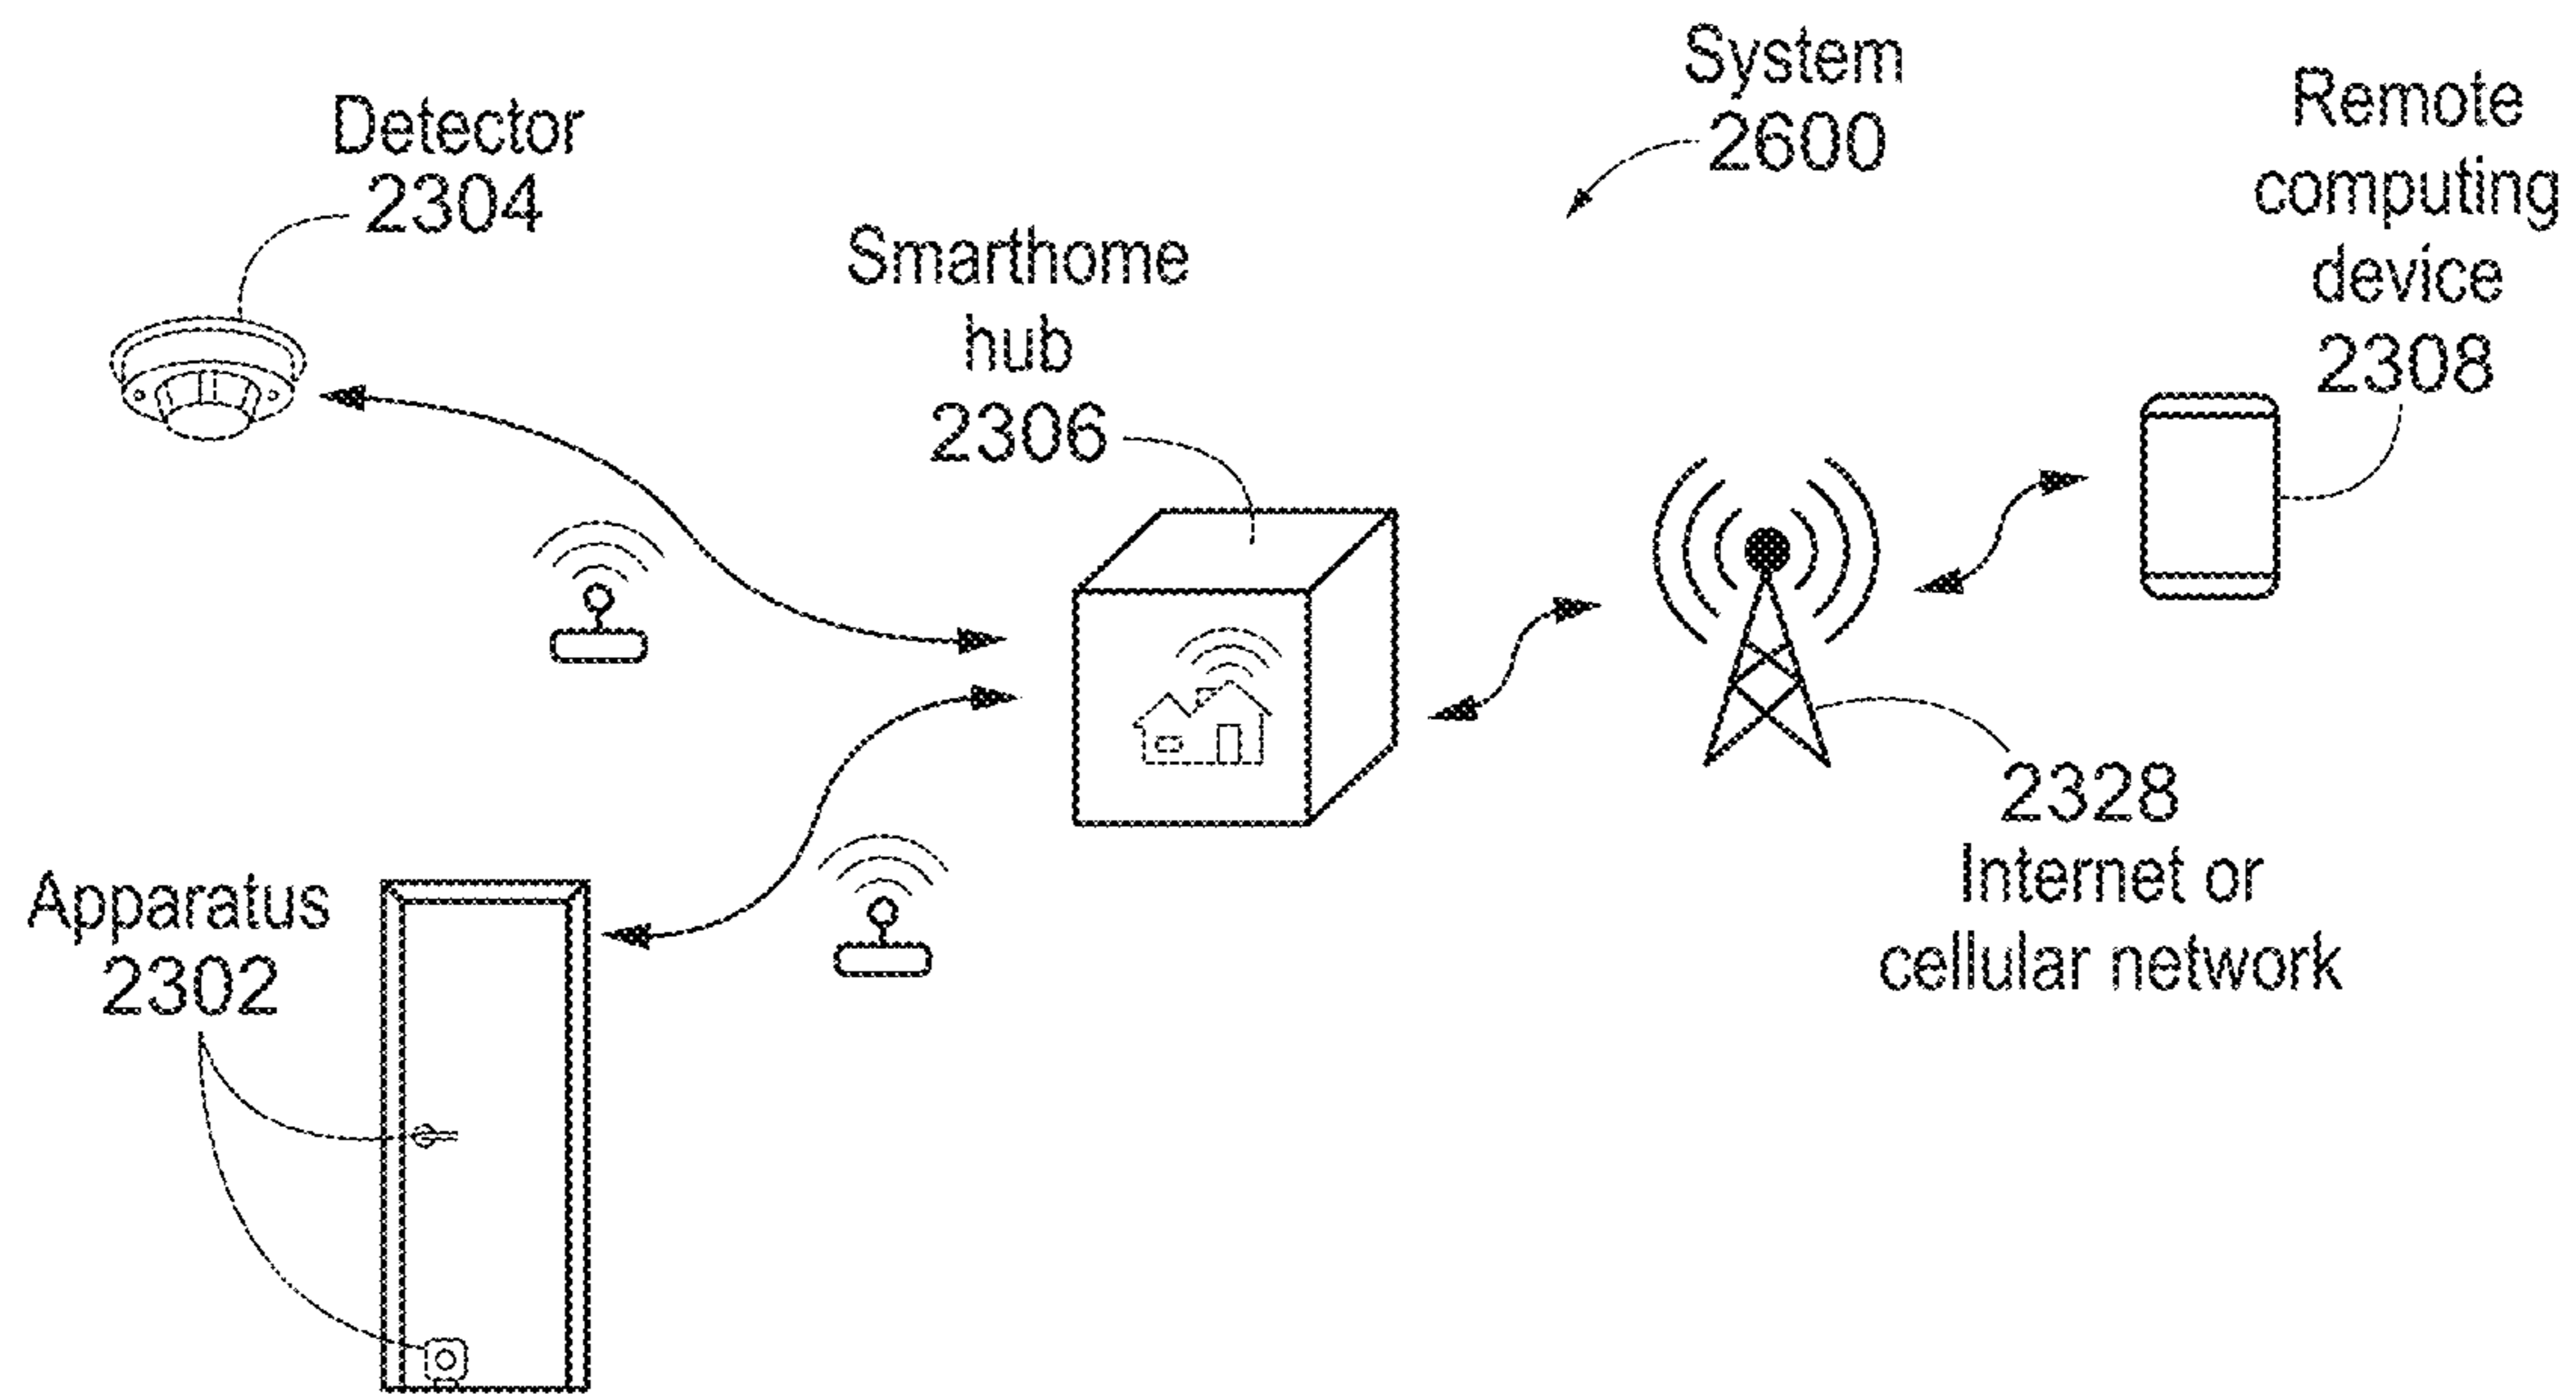 System
2600
Detector
2304
Remote
computing
device
2308
Smarthome
hub
2306
2328
Internet or
cellular network
Apparatus
2302